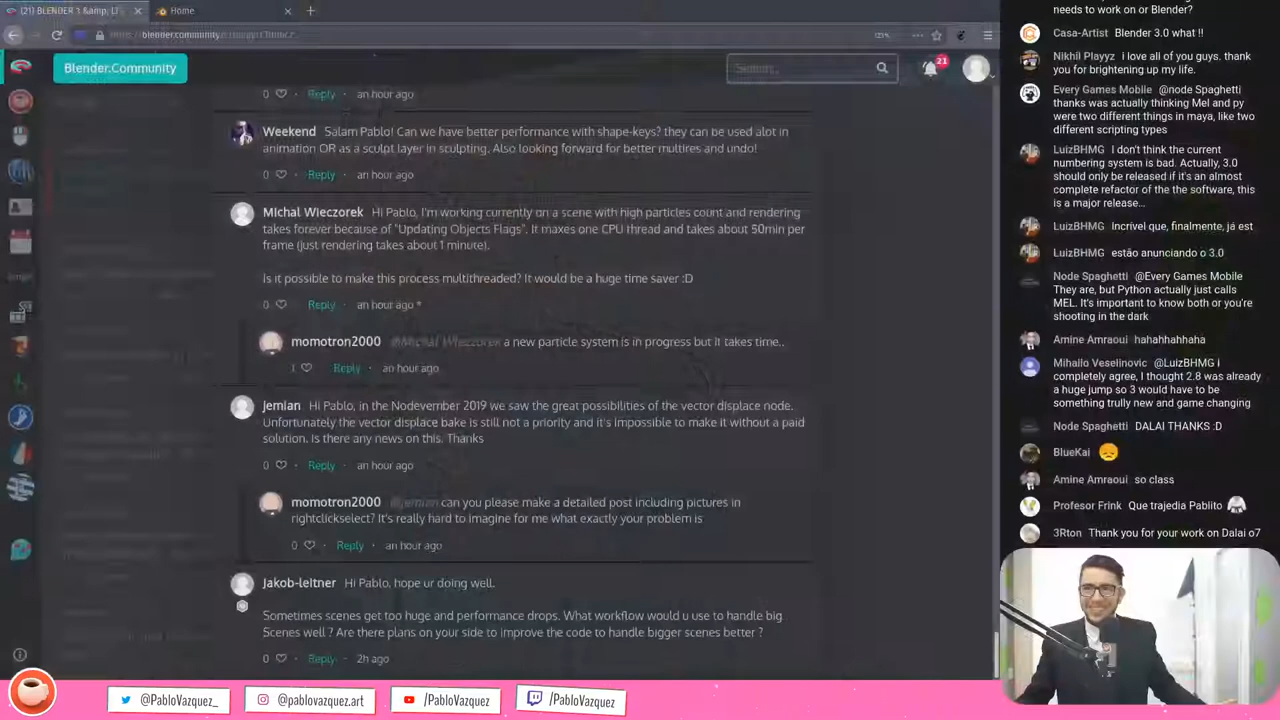 (21) BLENDER 3 &amp; LT
Home
https://blender.community
125%
Blender.Community
21
0 Reply · an hour ago
Weekend Salam Pablo! Can we have better performance with shape-keys? they can be used alot in
animation OR as a sculpt layer in sculpting. Also looking forward for better multires and undo!
0 Reply · an hour ago
Michal Wieczorek Hi Pablo, I'm working currently on a scene with high particles count and rendering
takes forever because of "Updating Objects Flags". It maxes one CPU thread and takes about 50min per
frame (just rendering takes about 1 minute).
Is it possible to make this process multithreaded? It would be a huge time saver :D
0 Reply · an hour ago *
momotron2000 @Michal Wieczorek a new particle system is in progress but it takes time..
1 Reply · an hour ago
Jemian Hi Pablo, in the Nodevember 2019 we saw the great possibilities of the vector displace node.
Unfortunately the vector displace bake is still not a priority and it's impossible to make it without a paid
solution. Is there any news on this. Thanks
0 Reply · an hour ago
momotron2000 @jemian can you please make a detailed post including pictures in
rightclickselect? It's really hard to imagine for me what exactly your problem is
0 Reply · an hour ago
Jakob-leitner Hi Pablo, hope ur doing well.
Sometimes scenes get too huge and performance drops. What workflow would u use to handle big
Scenes well ? Are there plans on your side to improve the code to handle bigger scenes better ?
0 Reply · 2h ago
needs to work on or Blender?
Casa-Artist Blender 3.0 what !!
Nikhil Playyz i love all of you guys. thank
you for brightening up my life.
Every Games Mobile @node Spaghetti
thanks was actually thinking Mel and py
were two different things in maya, like two
different scripting types
LuizBHMG I don't think the current
numbering system is bad. Actually, 3.0
should only be released if it's an almost
complete refactor of the the software, this
is a major release...
LuizBHMG Incrível que, finalmente, já est
LuizBHMG estão anunciando o 3.0
Node Spaghetti @Every Games Mobile
They are, but Python actually just calls
MEL. It's important to know both or you're
shooting in the dark
Amine Amraoui hahahhahaha
Mihallo Veselinovic @LuizBHMG i
completely agree, I thought 2.8 was already
a huge jump so 3 would have to be
something trully new and game changing
Node Spaghetti DALAI THANKS :D
BlueKai
Amine Amraoui so class
Profesor Frink Que trajedia Pablito
3Rton Thank you for your work on Dalai o7
@PabloVazquez_
@pablovazquez.art
/PabloVazquez
/PabloVazquez